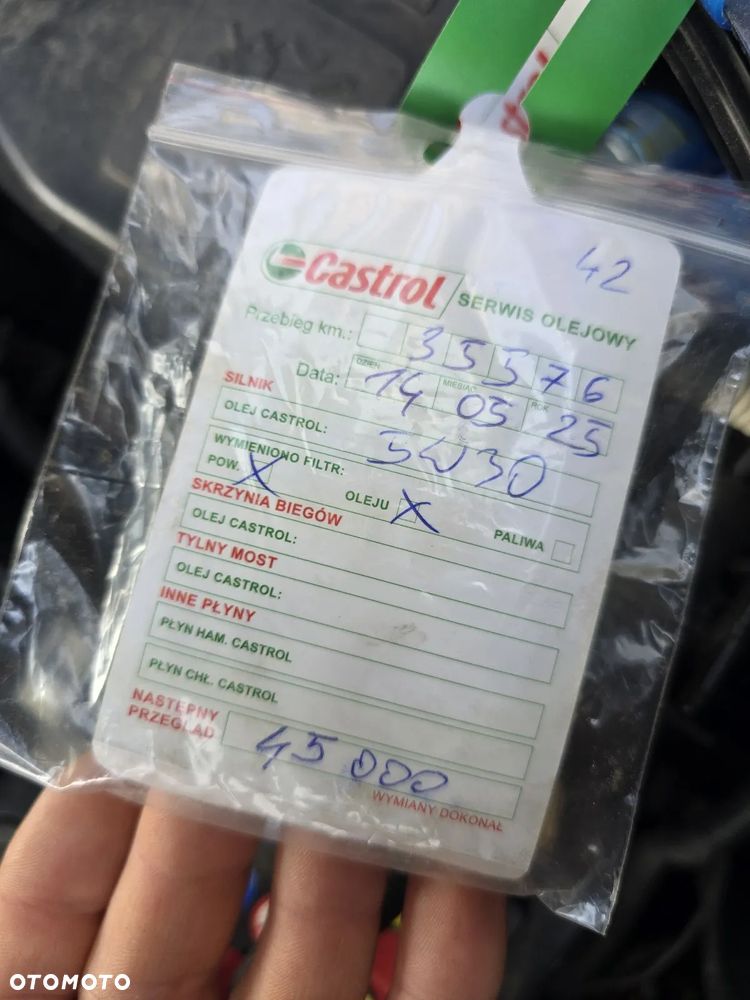 42
Castrol SERWIS OLEJOWY
Przebieg km.: 35576
DZIEŃ MIESIĄC ROK
Data: 14 05 25
SILNIK
OLEJ CASTROL: 5W30
WYMIENIONO FILTR:
POW. X OLEJU X PALIWA
SKRZYNIA BIEGÓW
OLEJ CASTROL:
TYLNY MOST
OLEJ CASTROL:
INNE PŁYNY
PŁYN HAM. CASTROL
PŁYN CHŁ. CASTROL
NASTĘPNY
PRZEGLĄD 45 000
WYMIANY DOKONAŁ
OTOMOTO